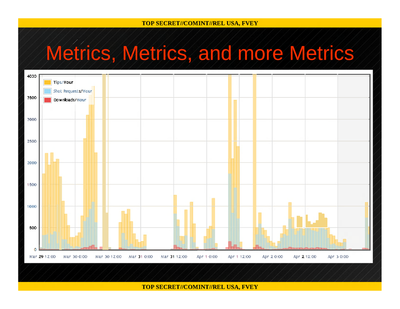 TOP SECRET//COMINT//REL USA, FVEY
Metrics, Metrics, and more Metrics
4000
3500
3000
2500
2000
1500
1000
500
0
Tips/Hour
Disc Requests/Hour
Downloads/Hour
Mar 29 12:00 Mar 30 0:00 Mar 30 12:00 Mar 31 0:00 Mar 31 12:00 Apr 1 0:00 Apr 1 12:00 Apr 2 0:00 Apr 2 12:00 Apr 3 0:00
TOP SECRET//COMINT//REL USA, FVEY